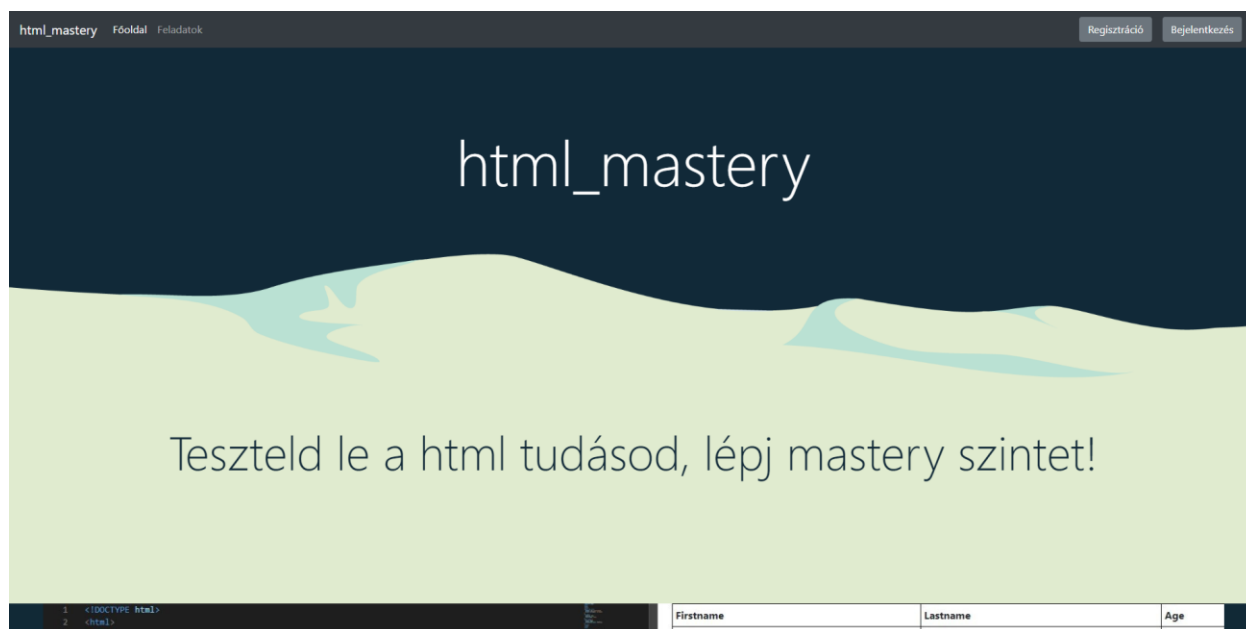 html_mastery Főoldal Feladatok Regisztráció Bejelentkezés
html_mastery
Teszteld le a html tudásod, lépj mastery szintet!
1 <!DOCTYPE html>
2 <html>
Firstname Lastname Age